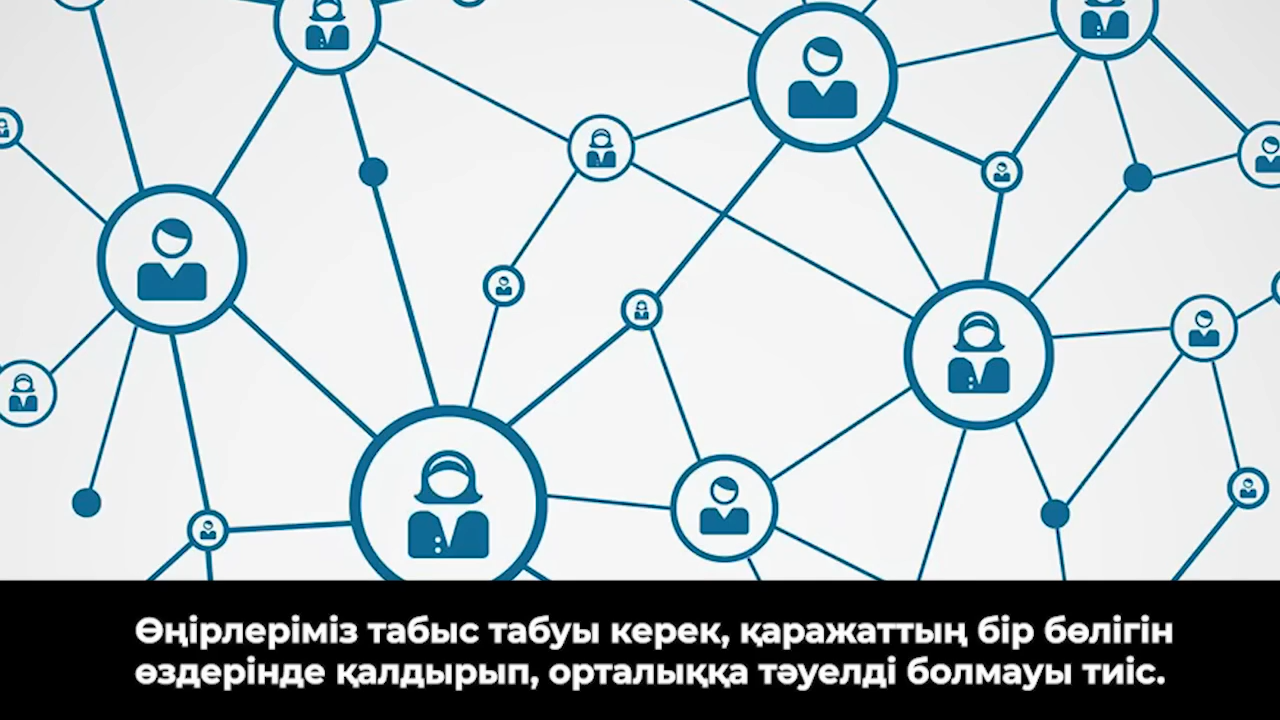 Өңірлеріміз табыс табуы керек, қаражаттың бір бөлігін
өздерінде қалдырып, орталыққа тәуелді болмауы тиіс.